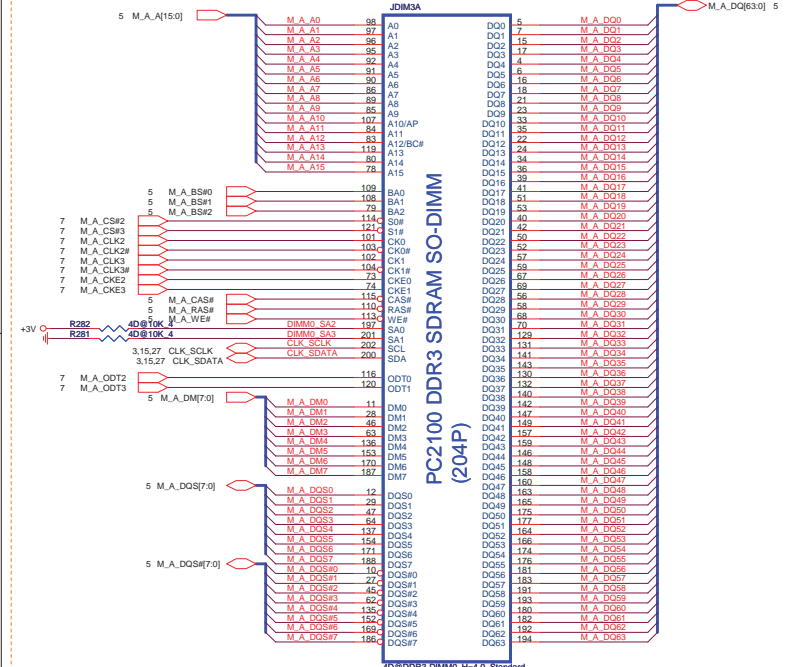 JDIM3A
5 M_A_A[15:0]
M_A_A0 98 A0
M_A_A1 97 A1
M_A_A2 96 A2
M_A_A3 95 A3
M_A_A4 92 A4
M_A_A5 91 A5
M_A_A6 90 A6
M_A_A7 86 A7
M_A_A8 89 A8
M_A_A9 85 A9
M_A_A10 107 A10/AP
M_A_A11 84 A11
M_A_A12 83 A12/BC#
M_A_A13 119 A13
M_A_A14 80 A14
M_A_A15 78 A15
5 M_A_BS#0 109 BA0
5 M_A_BS#1 108 BA1
5 M_A_BS#2 79 BA2
7 M_A_CS#2 114 S0#
7 M_A_CS#3 121 S1#
7 M_A_CLK2 101 CK0
7 M_A_CLK2# 103 CK0#
7 M_A_CLK3 102 CK1
7 M_A_CLK3# 104 CK1#
7 M_A_CKE2 73 CKE0
7 M_A_CKE3 74 CKE1
5 M_A_CAS# 115 CAS#
5 M_A_RAS# 110 RAS#
5 M_A_WE# 113 WE#
+3V R282 4D@10K_4 DIMM0_SA2 197 SA0
R281 4D@10K_4 DIMM0_SA3 201 SA1
3,15,27 CLK_SCLK CLK_SCLK 202 SCL
3,15,27 CLK_SDATA CLK_SDATA 200 SDA
7 M_A_ODT2 116 ODT0
7 M_A_ODT3 120 ODT1
5 M_A_DM[7:0]
M_A_DM0 11 DM0
M_A_DM1 28 DM1
M_A_DM2 46 DM2
M_A_DM3 63 DM3
M_A_DM4 136 DM4
M_A_DM5 153 DM5
M_A_DM6 170 DM6
M_A_DM7 187 DM7
5 M_A_DQS[7:0]
M_A_DQS0 12 DQS0
M_A_DQS1 29 DQS1
M_A_DQS2 47 DQS2
M_A_DQS3 64 DQS3
M_A_DQS4 137 DQS4
M_A_DQS5 154 DQS5
M_A_DQS6 171 DQS6
M_A_DQS7 188 DQS7
5 M_A_DQS#[7:0]
M_A_DQS#0 10 DQS#0
M_A_DQS#1 27 DQS#1
M_A_DQS#2 45 DQS#2
M_A_DQS#3 62 DQS#3
M_A_DQS#4 135 DQS#4
M_A_DQS#5 152 DQS#5
M_A_DQS#6 169 DQS#6
M_A_DQS#7 186 DQS#7
PC2100 DDR3 SDRAM SO-DIMM
(204P)
M_A_DQ[63:0] 5
DQ0 5 M_A_DQ0
DQ1 7 M_A_DQ1
DQ2 15 M_A_DQ2
DQ3 17 M_A_DQ3
DQ4 4 M_A_DQ4
DQ5 6 M_A_DQ5
DQ6 16 M_A_DQ6
DQ7 18 M_A_DQ7
DQ8 21 M_A_DQ8
DQ9 23 M_A_DQ9
DQ10 33 M_A_DQ10
DQ11 35 M_A_DQ11
DQ12 22 M_A_DQ12
DQ13 24 M_A_DQ13
DQ14 34 M_A_DQ14
DQ15 36 M_A_DQ15
DQ16 39 M_A_DQ16
DQ17 41 M_A_DQ17
DQ18 51 M_A_DQ18
DQ19 53 M_A_DQ19
DQ20 40 M_A_DQ20
DQ21 42 M_A_DQ21
DQ22 50 M_A_DQ22
DQ23 52 M_A_DQ23
DQ24 57 M_A_DQ24
DQ25 59 M_A_DQ25
DQ26 67 M_A_DQ26
DQ27 69 M_A_DQ27
DQ28 56 M_A_DQ28
DQ29 58 M_A_DQ29
DQ30 68 M_A_DQ30
DQ31 70 M_A_DQ31
DQ32 129 M_A_DQ32
DQ33 131 M_A_DQ33
DQ34 141 M_A_DQ34
DQ35 143 M_A_DQ35
DQ36 130 M_A_DQ36
DQ37 132 M_A_DQ37
DQ38 140 M_A_DQ38
DQ39 142 M_A_DQ39
DQ40 147 M_A_DQ40
DQ41 149 M_A_DQ41
DQ42 157 M_A_DQ42
DQ43 159 M_A_DQ43
DQ44 146 M_A_DQ44
DQ45 148 M_A_DQ45
DQ46 158 M_A_DQ46
DQ47 160 M_A_DQ47
DQ48 163 M_A_DQ48
DQ49 165 M_A_DQ49
DQ50 175 M_A_DQ50
DQ51 177 M_A_DQ51
DQ52 164 M_A_DQ52
DQ53 166 M_A_DQ53
DQ54 174 M_A_DQ54
DQ55 176 M_A_DQ55
DQ56 181 M_A_DQ56
DQ57 183 M_A_DQ57
DQ58 191 M_A_DQ58
DQ59 193 M_A_DQ59
DQ60 180 M_A_DQ60
DQ61 182 M_A_DQ61
DQ62 192 M_A_DQ62
DQ63 194 M_A_DQ63
4D@DDR3-DIMM0_H=4.0_Standard